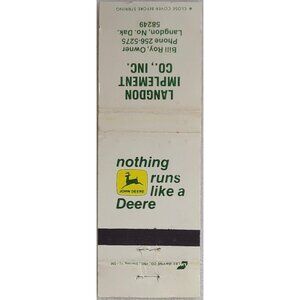 CLOSE COVER BEFORE STRIKING
LANGDON
IMPLEMENT
CO., INC.
Bill Roy, Owner
Phone 256-5275
Langdon, No. Dak.
58249
nothing
runs
JOHN DEERE
like a
Deere